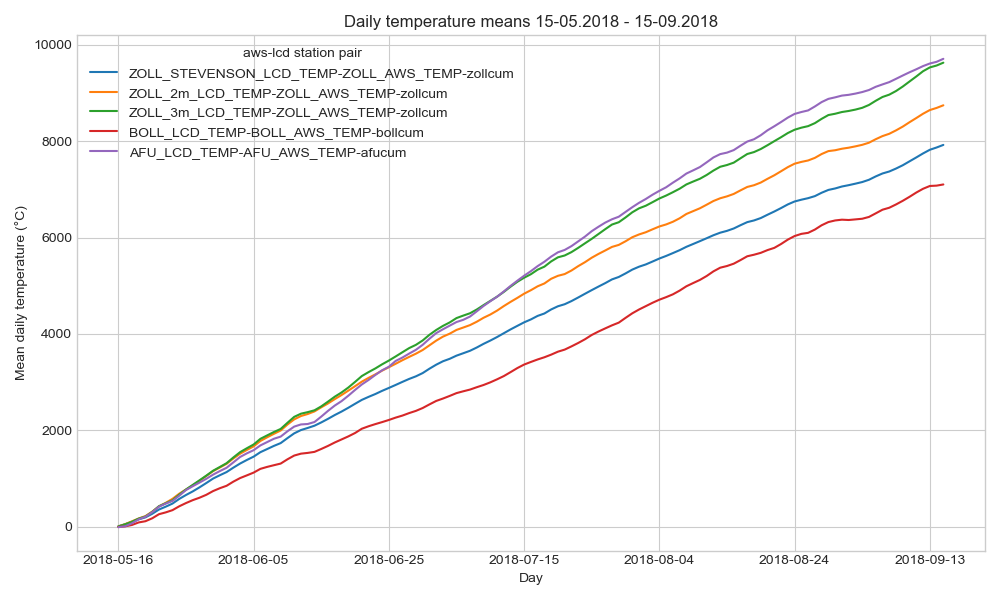 Daily temperature means 15-05.2018 - 15-09.2018
aws-lcd station pair
ZOLL_STEVENSON_LCD_TEMP-ZOLL_AWS_TEMP-zollcum
ZOLL_2m_LCD_TEMP-ZOLL_AWS_TEMP-zollcum
ZOLL_3m_LCD_TEMP-ZOLL_AWS_TEMP-zollcum
BOLL_LCD_TEMP-BOLL_AWS_TEMP-bollcum
AFU_LCD_TEMP-AFU_AWS_TEMP-afucum
Mean daily temperature (°C)
10000
8000
6000
4000
2000
0
2018-05-16 2018-06-05 2018-06-25 2018-07-15 2018-08-04 2018-08-24 2018-09-13
Day